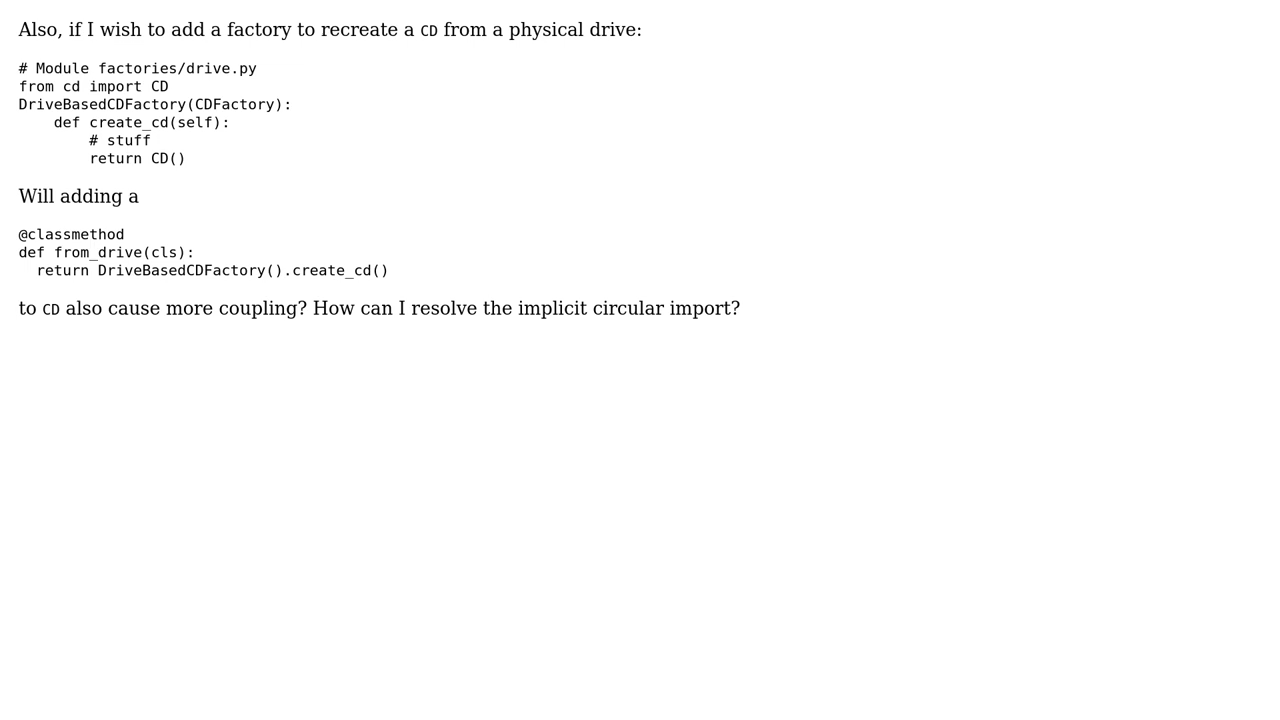 Also, if I wish to add a factory to recreate a CD from a physical drive:
# Module factories/drive.py
from cd import CD
DriveBasedCDFactory(CDFactory):
    def create_cd(self):
        # stuff
        return CD()
Will adding a
@classmethod
def from_drive(cls):
  return DriveBasedCDFactory().create_cd()
to CD also cause more coupling? How can I resolve the implicit circular import?